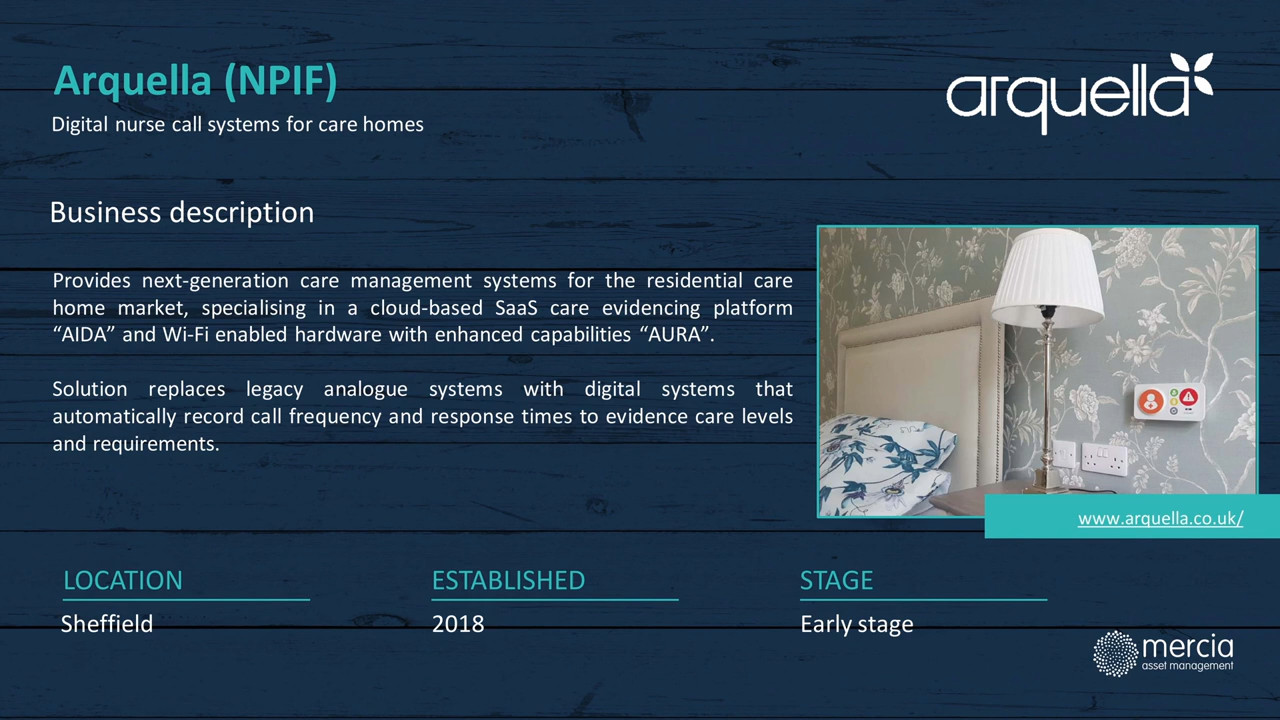 Arquella (NPIF)
arquella
Digital nurse call systems for care homes
Business description
Provides next-generation care management systems for the residential care
home market, specialising in a cloud-based SaaS care evidencing platform
“AIDA” and Wi-Fi enabled hardware with enhanced capabilities “AURA”.
Solution replaces legacy analogue systems with digital systems that
automatically record call frequency and response times to evidence care levels
and requirements.
www.arquella.co.uk/
LOCATION
ESTABLISHED
STAGE
Sheffield
2018
Early stage
mercia
asset management